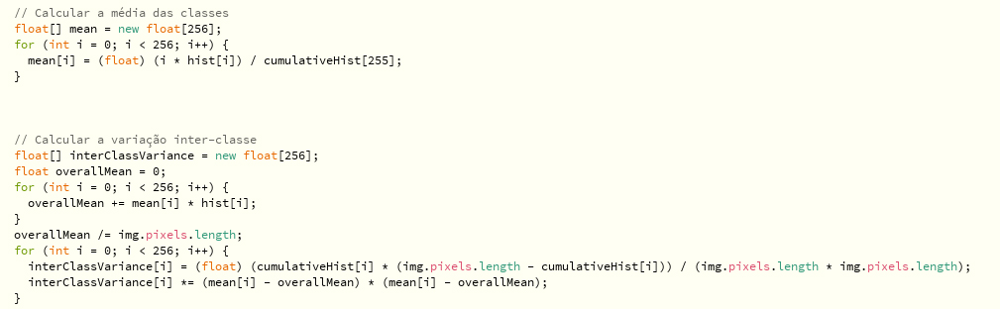 // Calcular a média das classes
float[] mean = new float[256];
for (int i = 0; i < 256; i++) {
  mean[i] = (float) (i * hist[i]) / cumulativeHist[255];
}
// Calcular a variação inter-classe
float[] interClassVariance = new float[256];
float overallMean = 0;
for (int i = 0; i < 256; i++) {
  overallMean += mean[i] * hist[i];
}
overallMean /= img.pixels.length;
for (int i = 0; i < 256; i++) {
  interClassVariance[i] = (float) (cumulativeHist[i] * (img.pixels.length - cumulativeHist[i])) / (img.pixels.length * img.pixels.length);
  interClassVariance[i] *= (mean[i] - overallMean) * (mean[i] - overallMean);
}